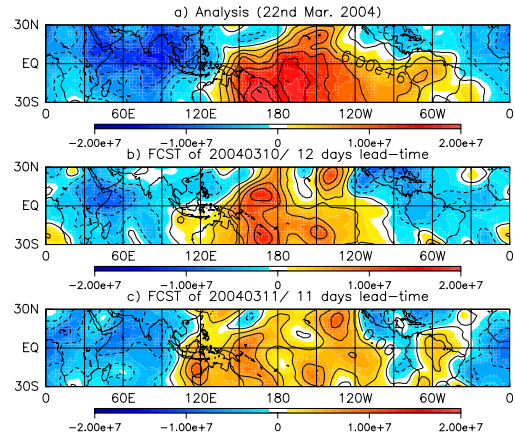 a) Analysis (22nd Mar. 2004)
30N
EQ
30S
6.00e+6
0 60E 120E 180 120W 60W 0
-2.00e+7 -1.00e+7 1.00e+7 2.00e+7
b) FCST of 20040310/ 12 days lead-time
30N
EQ
30S
0 60E 120E 180 120W 60W 0
-2.00e+7 -1.00e+7 1.00e+7 2.00e+7
c) FCST of 20040311/ 11 days lead-time
30N
EQ
30S
0 60E 120E 180 120W 60W 0
-2.00e+7 -1.00e+7 1.00e+7 2.00e+7